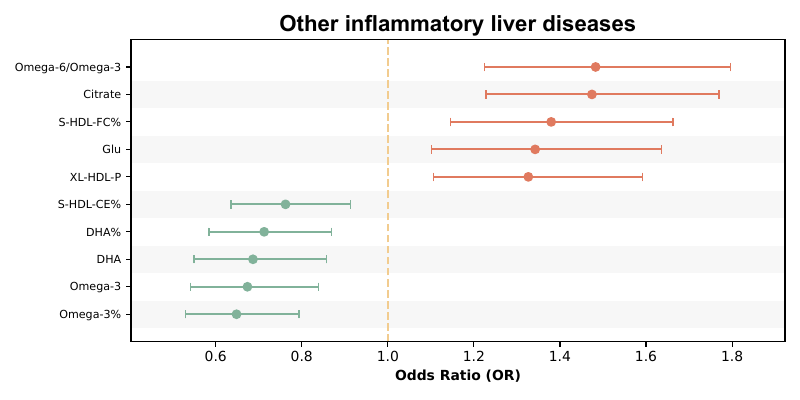 Other inflammatory liver diseases
Omega-6/Omega-3
Citrate
S-HDL-FC%
Glu
XL-HDL-P
S-HDL-CE%
DHA%
DHA
Omega-3
Omega-3%
0.6 0.8 1.0 1.2 1.4 1.6 1.8
Odds Ratio (OR)